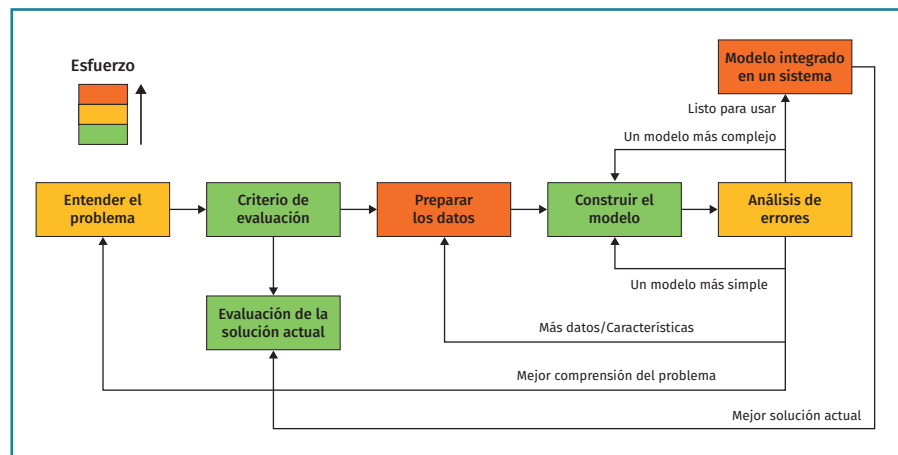 Esfuerzo
Modelo integrado
en un sistema
Listo para usar
Un modelo más complejo
Entender el
problema
Criterio de
evaluación
Preparar
los datos
Construir el
modelo
Análisis de
errores
Un modelo más simple
Evaluación de la
solución actual
Más datos/Características
Mejor comprensión del problema
Mejor solución actual